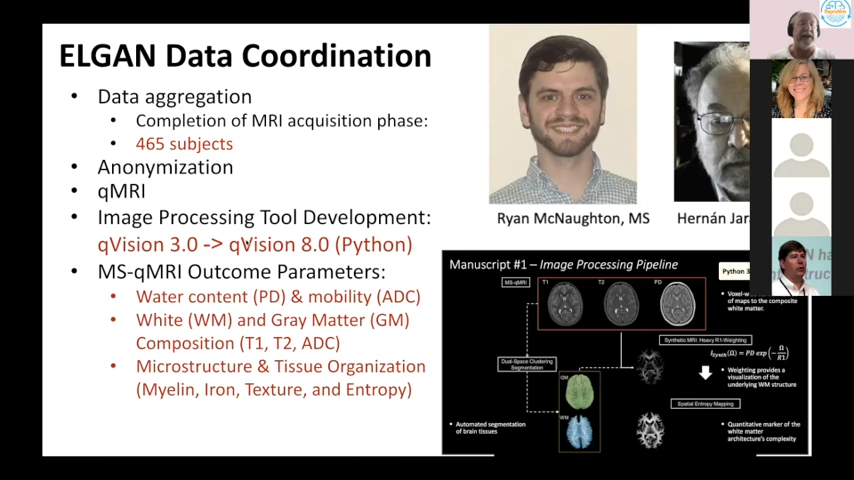 ELGAN Data Coordination
• Data aggregation
• Completion of MRI acquisition phase:
• 465 subjects
• Anonymization
• qMRI
• Image Processing Tool Development:
qVision 3.0 -> qVision 8.0 (Python)
• MS-qMRI Outcome Parameters:
• Water content (PD) & mobility (ADC)
• White (WM) and Gray Matter (GM)
Composition (T1, T2, ADC)
• Microstructure & Tissue Organization
(Myelin, Iron, Texture, and Entropy)
Ryan McNaughton, MS
Hernán Jar
Manuscript #1 – Image Processing Pipeline
Python 3
MS-qMRI
T1
T2
PD
of maps to the composite
white matter.
Synthetic MRI: Heavy R1-Weighting
Dual-Space Clustering
Segmentation
• Weighting provides a
visualization of the
underlying WM structure
GM
WM
Spatial Entropy Mapping
• Automated segmentation
of brain tissues
• Quantitative marker of the
white matter
architecture's complexity